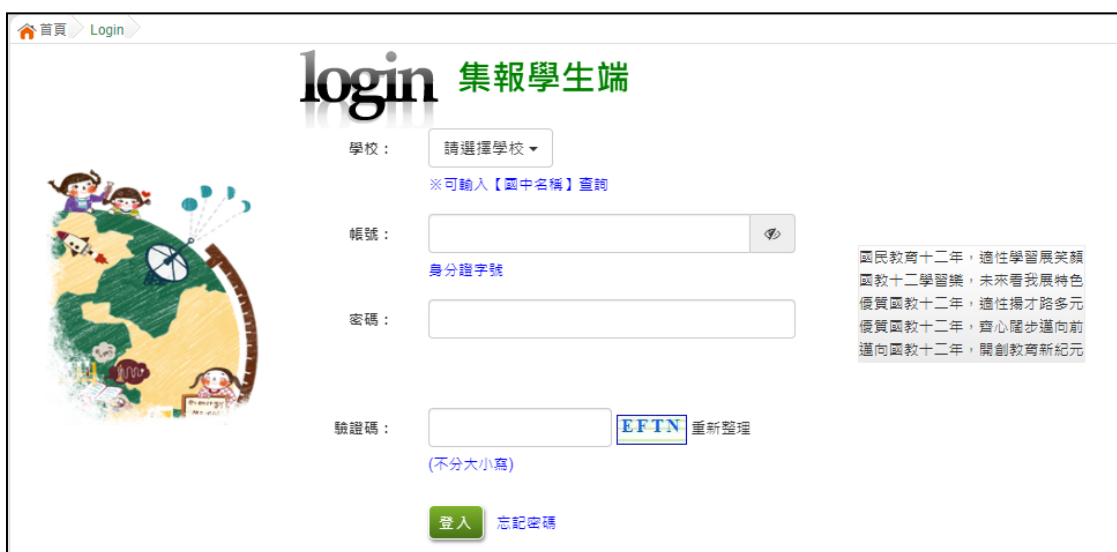 首頁 Login
login 集報學生端
學校： 請選擇學校
※可輸入【國中名稱】查詢
帳號：
身分證字號
密碼：
國民教育十二年，適性學習展笑顏
國教十二學習樂，未來看我展特色
優質國教十二年，適性揚才路多元
優質國教十二年，齊心闊步邁向前
邁向國教十二年，開創教育新紀元
驗證碼： EFTN 重新整理
(不分大小寫)
登入 忘記密碼